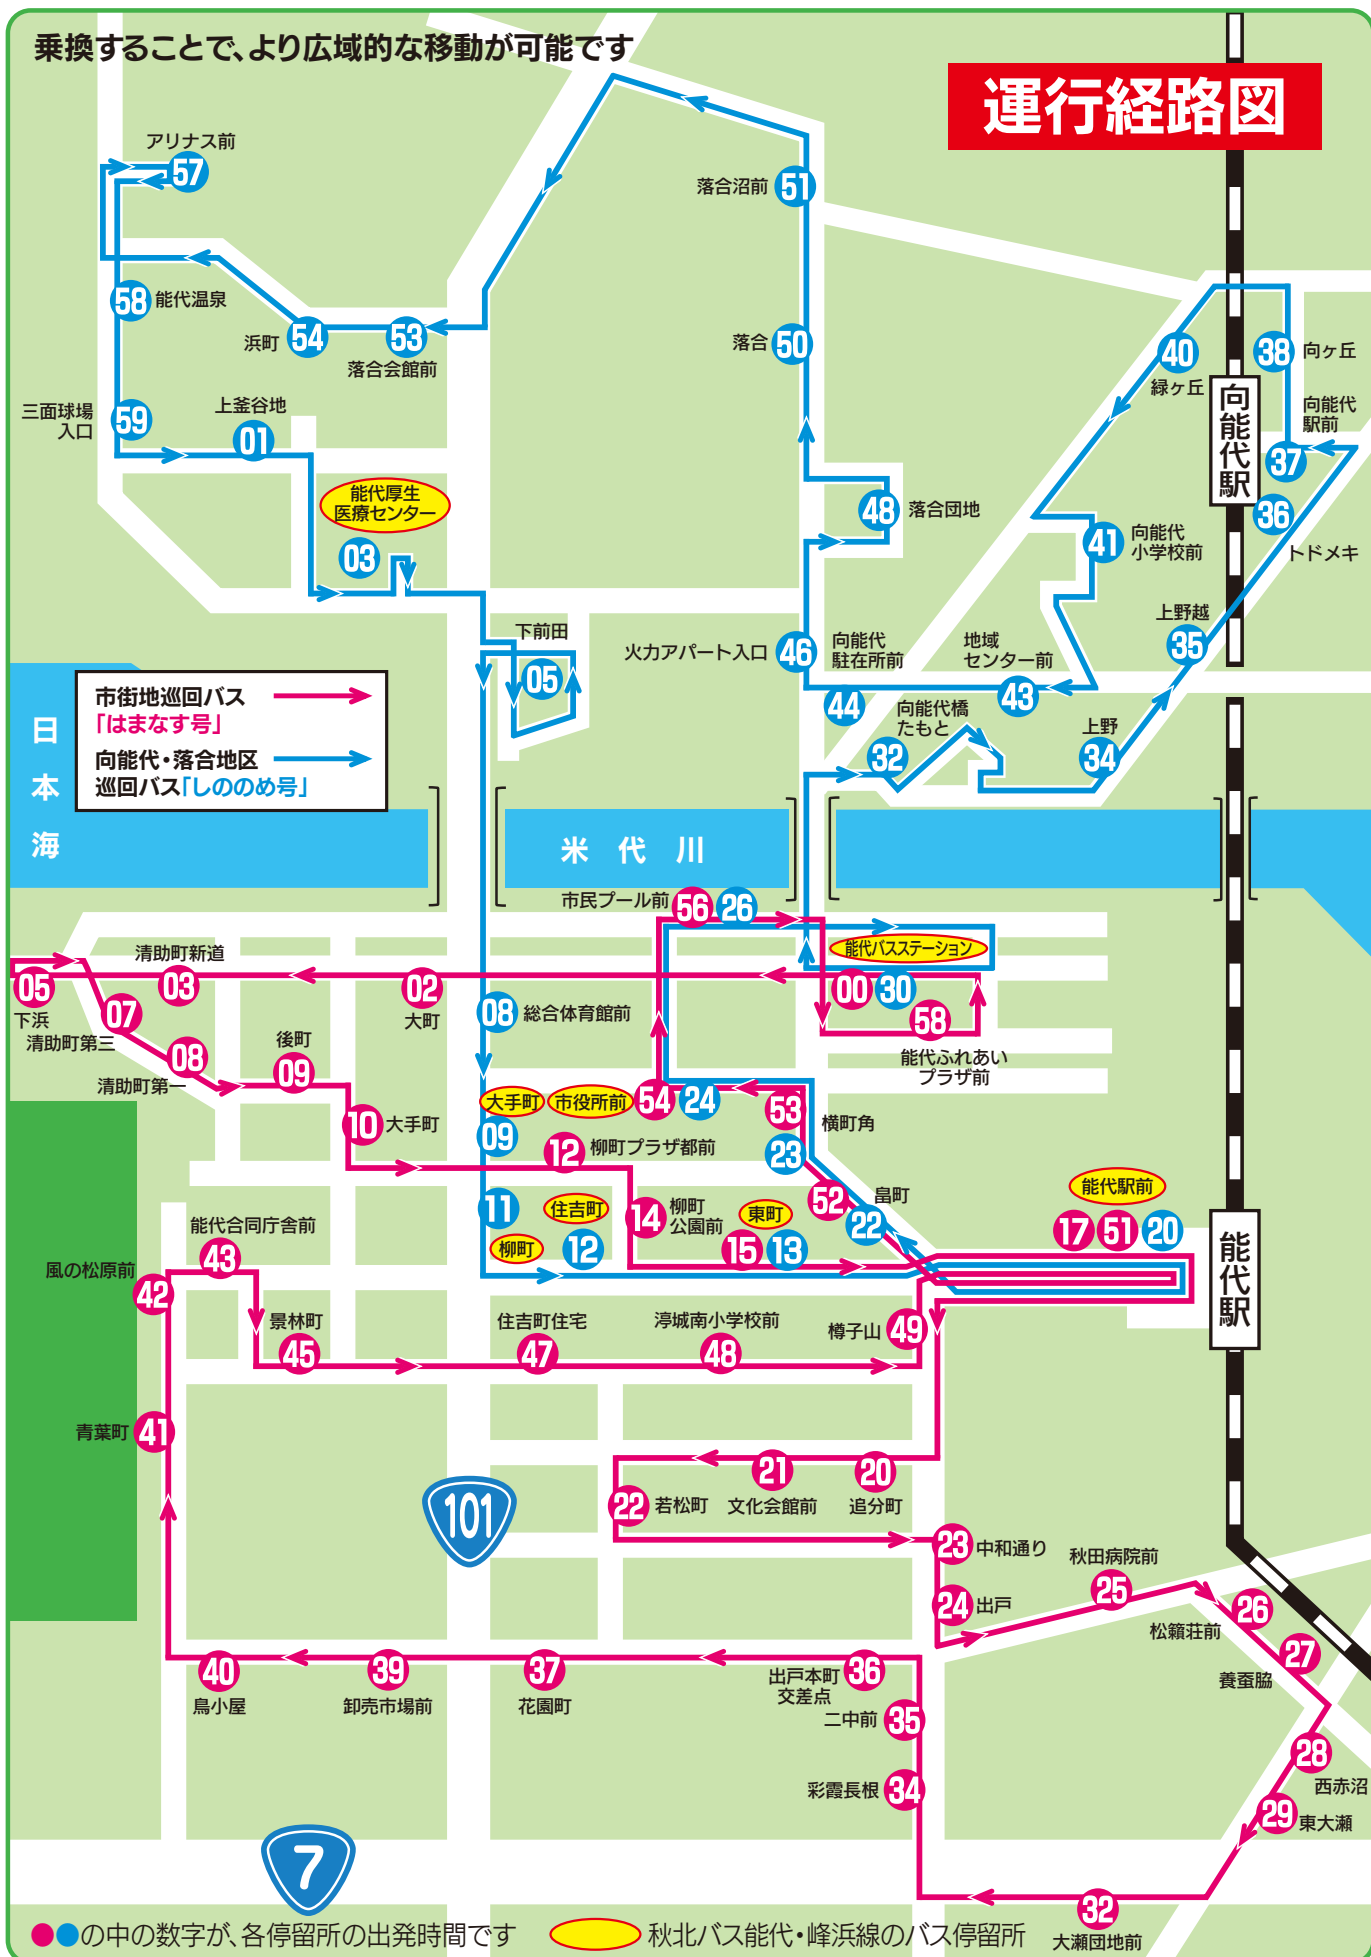 乗換することで、より広域的な移動が可能です
運行経路図
アリナス前
57
落合沼前
51
58
能代温泉
浜町
54
53
落合会館前
落合
50
40
緑ヶ丘
38
向ヶ丘
向能代
駅前
37
向能代駅
36
トドメキ
三面球場
入口
59
上釜谷地
01
能代厚生
医療センター
03
48
落合団地
41
向能代
小学校前
下前田
05
火力アパート入口
46
向能代
駐在所前
44
地域
センター前
43
上野越
35
向能代橋
たもと
32
上野
34
市街地巡回バス
「はまなす号」
向能代・落合地区
巡回バス「しののめ号」
日本海
米代川
市民プール前
56
26
能代バスステーション
00
30
58
能代ふれあい
プラザ前
清助町新道
03
05
下浜
02
大町
07
清助町第三
08
清助町第一
後町
09
10
大手町
08
総合体育館前
大手町
09
市役所前
54
24
53
横町角
23
12
柳町プラザ都前
11
柳町
住吉町
12
14
柳町
公園前
東町
15
13
52
畠町
22
能代駅前
17
51
20
能代駅
能代合同庁舎前
43
風の松原前
42
景林町
45
住吉町住宅
47
渟城南小学校前
48
樽子山
49
青葉町
41
101
22
若松町
21
文化会館前
20
追分町
23
中和通り
24
出戸
秋田病院前
25
松籟荘前
26
27
養蚕脇
28
西赤沼
29
東大瀬
40
鳥小屋
39
卸売市場前
37
花園町
出戸本町
交差点
36
二中前
35
彩霞長根
34
7
32
大瀬団地前
の中の数字が、各停留所の出発時間です
秋北バス能代・峰浜線のバス停留所